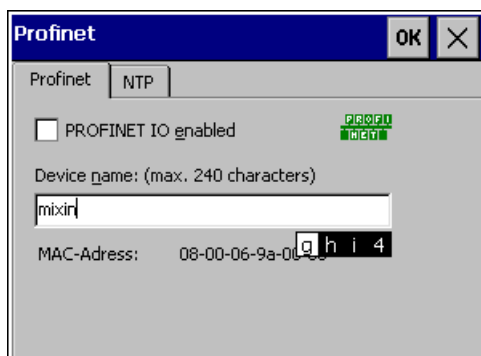 Profinet OK
Profinet NTP
PROFINET IO enabled
PROFI
NET
Device name: (max. 240 characters)
mixin
g h i 4
MAC-Adress: 08-00-06-9a-00-